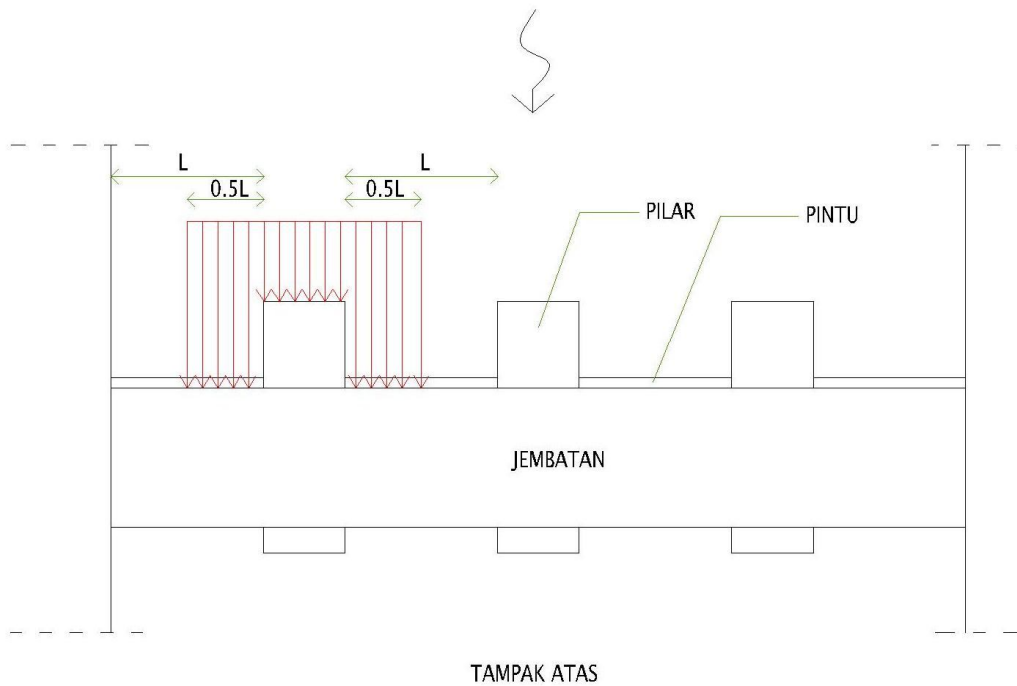 L
L
0.5L
0.5L
PILAR
PINTU
JEMBATAN
TAMPAK ATAS